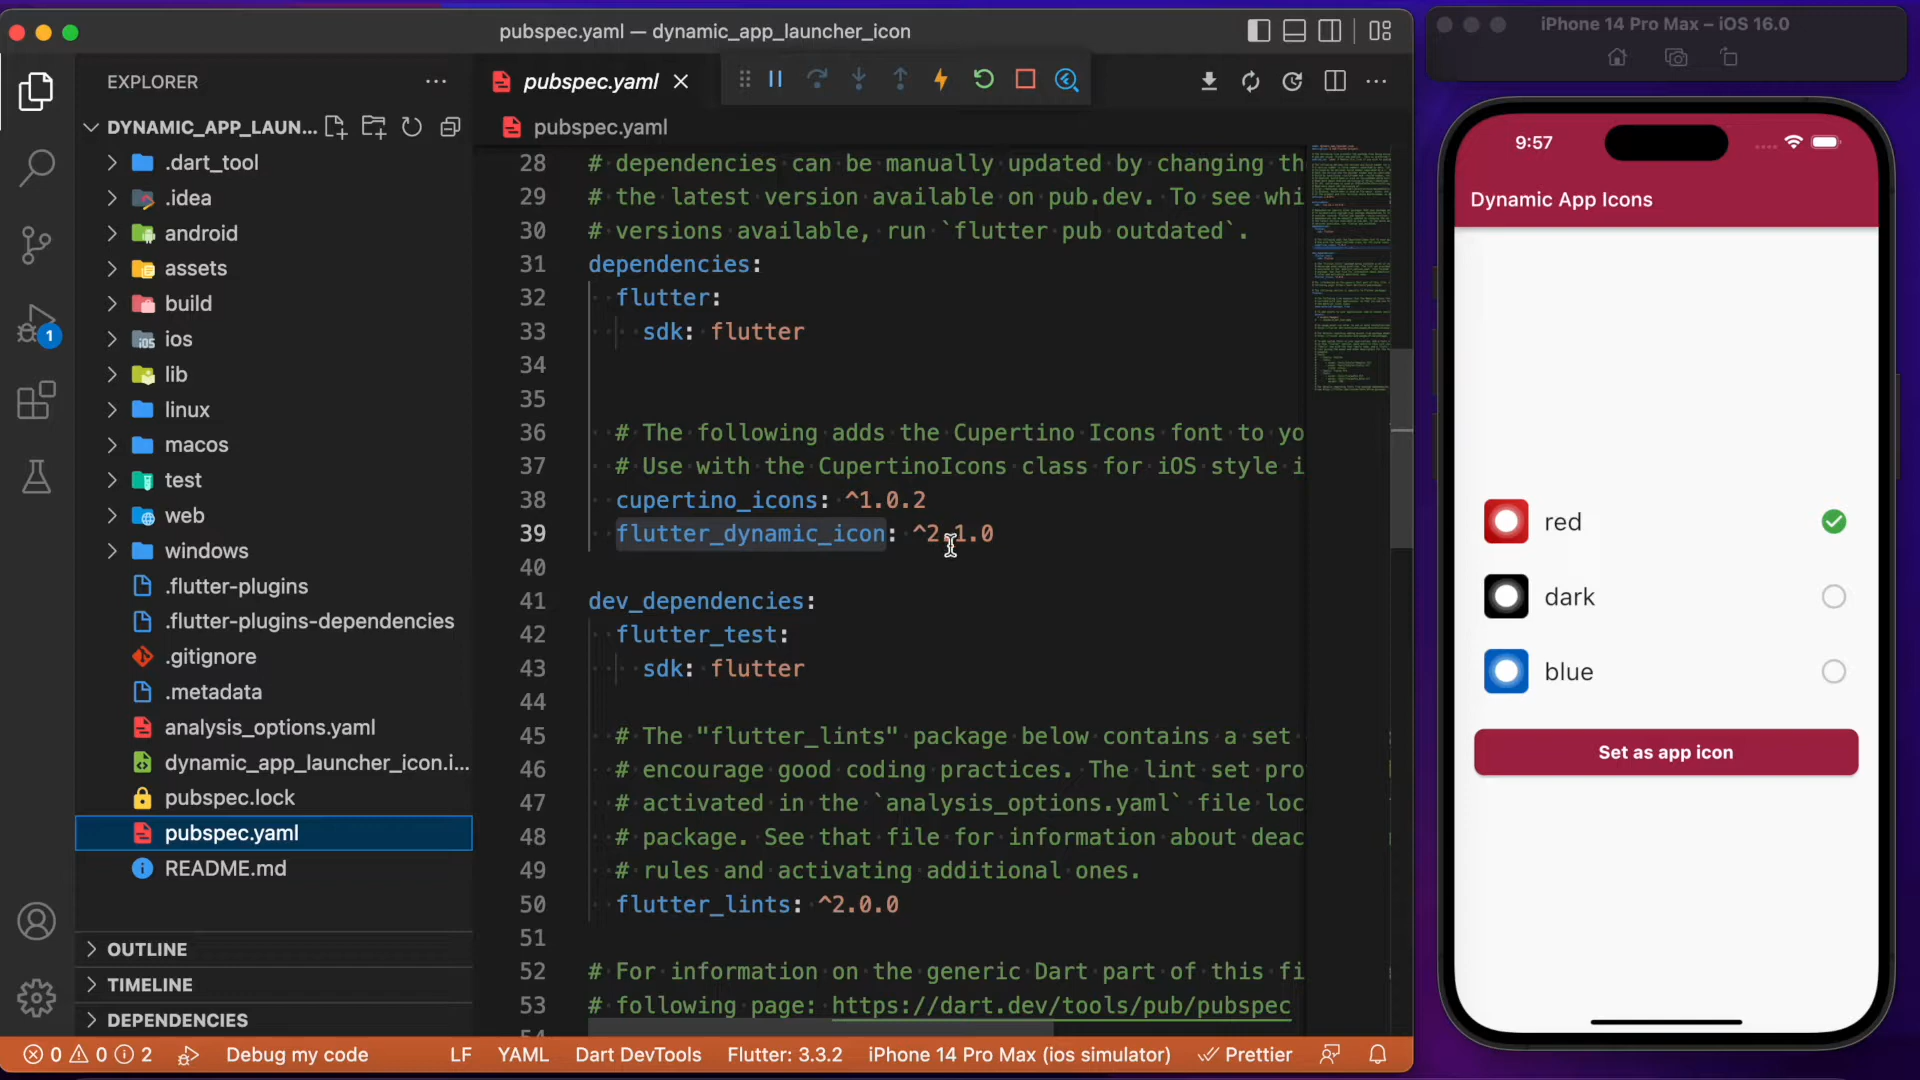 pubspec.yaml — dynamic_app_launcher_icon
EXPLORER
DYNAMIC_APP_LAUN...
.dart_tool
.idea
android
assets
build
ios
lib
linux
macos
test
web
windows
.flutter-plugins
.flutter-plugins-dependencies
.gitignore
.metadata
analysis_options.yaml
dynamic_app_launcher_icon.i...
pubspec.lock
pubspec.yaml
README.md
OUTLINE
TIMELINE
DEPENDENCIES
1
pubspec.yaml
pubspec.yaml
28 # dependencies can be manually updated by changing th
29 # the latest version available on pub.dev. To see whi
30 # versions available, run `flutter pub outdated`.
31 dependencies:
32 flutter:
33 sdk: flutter
34
35
36 # The following adds the Cupertino Icons font to yo
37 # Use with the CupertinoIcons class for iOS style i
38 cupertino_icons: ^1.0.2
39 flutter_dynamic_icon: ^2.1.0
40
41 dev_dependencies:
42 flutter_test:
43 sdk: flutter
44
45 # The "flutter_lints" package below contains a set
46 # encourage good coding practices. The lint set pro
47 # activated in the `analysis_options.yaml` file loc
48 # package. See that file for information about deac
49 # rules and activating additional ones.
50 flutter_lints: ^2.0.0
51
52 # For information on the generic Dart part of this fi
53 # following page: https://dart.dev/tools/pub/pubspec
54
0 0 2 Debug my code LF YAML Dart DevTools Flutter: 3.3.2 iPhone 14 Pro Max (ios simulator) Prettier
iPhone 14 Pro Max – iOS 16.0
9:57
Dynamic App Icons
red
dark
blue
Set as app icon